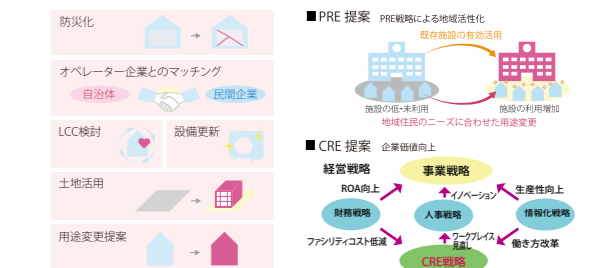 防災化
オペレーター企業とのマッチング
自治体
民間企業
LCC検討
設備更新
土地活用
用途変更提案
■PRE 提案 PRE戦略による地域活性化
既存施設の有効活用
施設の低・未利用
施設の利用増加
地域住民のニーズに合わせた用途変更
■CRE 提案 企業価値向上
経営戦略
事業戦略
ROA向上
イノベーション
生産性向上
財務戦略
人事戦略
情報化戦略
ファシリティコスト低減
ワークプレイス
見直し
働き方改革
CRE戦略